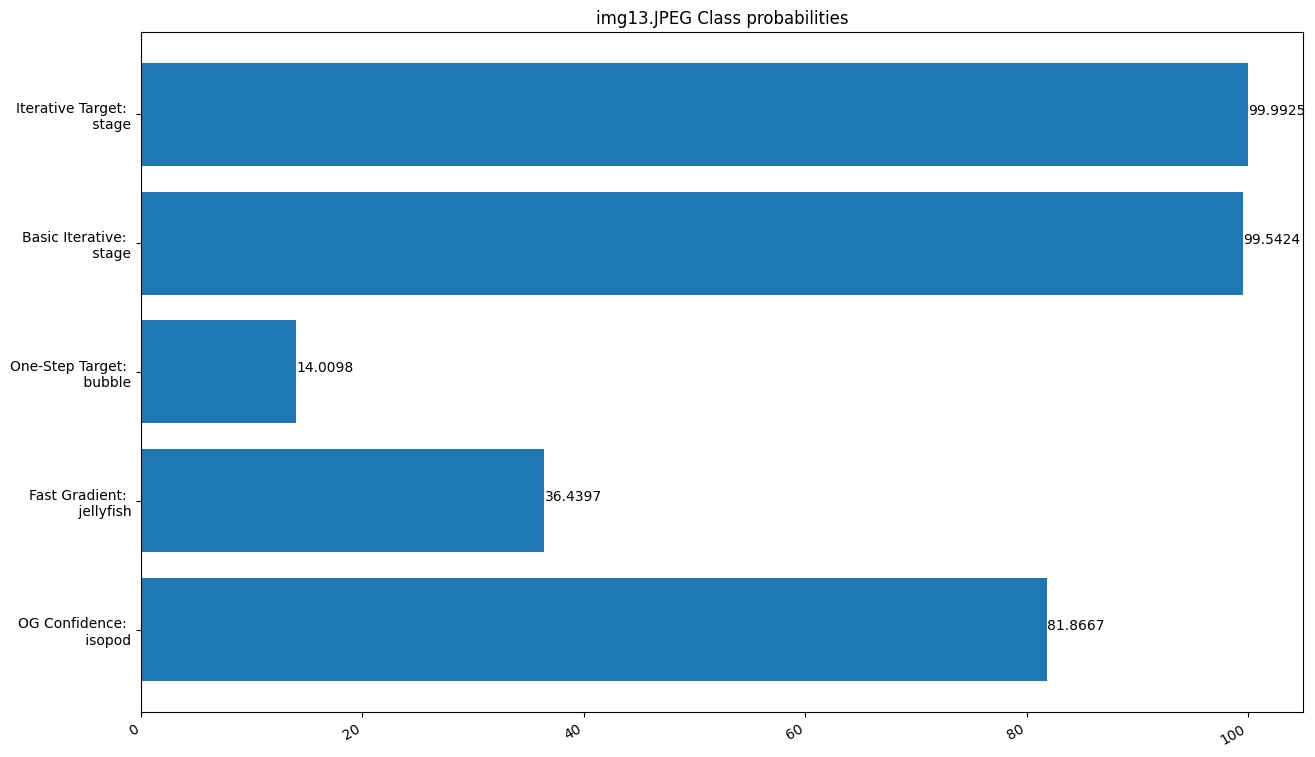 img13.JPEG Class probabilities
Iterative Target:
stage
99.9925
Basic Iterative:
stage
99.5424
One-Step Target:
bubble
14.0098
Fast Gradient:
jellyfish
36.4397
OG Confidence:
isopod
81.8667
0
20
40
60
80
100